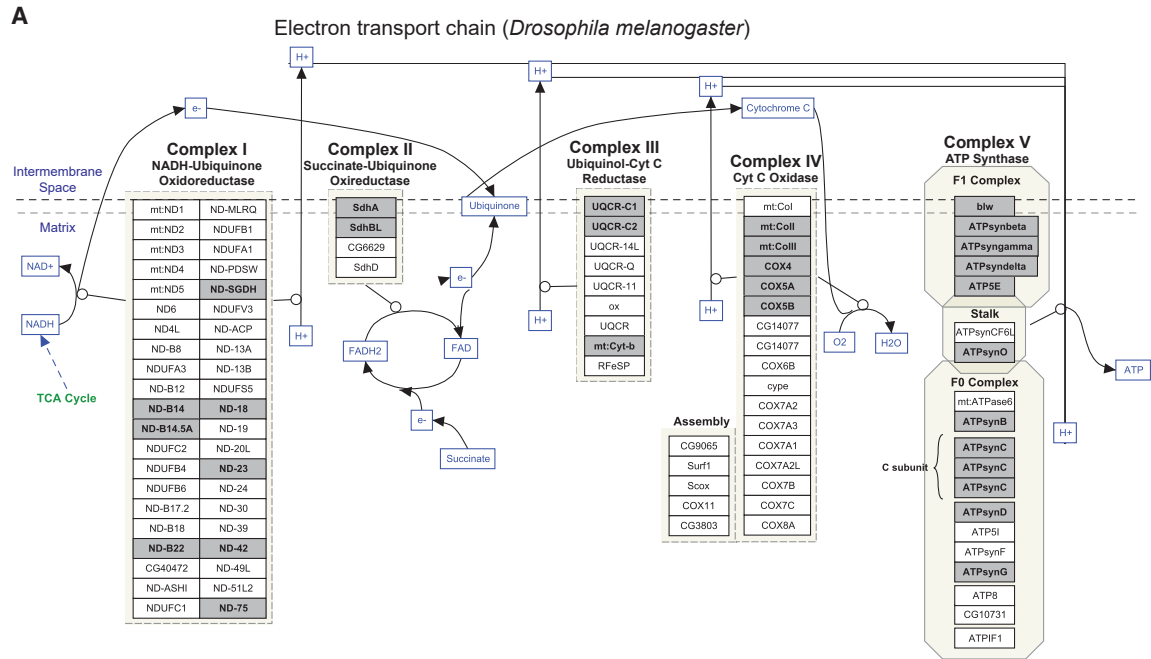 A
Electron transport chain (Drosophila melanogaster)
H+
H+
H+
e-
Cytochrome C
Complex I
NADH-Ubiquinone
Oxidoreductase
Complex II
Succinate-Ubiquinone
Oxireductase
Complex III
Ubiquinol-Cyt C
Reductase
Complex IV
Cyt C Oxidase
Complex V
ATP Synthase
Intermembrane
Space
Matrix
NAD+
NADH
TCA Cycle
mt:ND1 ND-MLRQ
mt:ND2 NDUFB1
mt:ND3 NDUFA1
mt:ND4 ND-PDSW
mt:ND5 ND-SGDH
ND6 NDUFV3
ND4L ND-ACP
ND-B8 ND-13A
NDUFA3 ND-13B
ND-B12 NDUFS5
ND-B14 ND-18
ND-B14.5A ND-19
NDUFC2 ND-20L
NDUFB4 ND-23
NDUFB6 ND-24
ND-B17.2 ND-30
ND-B18 ND-39
ND-B22 ND-42
CG40472 ND-49L
ND-ASHI ND-51L2
NDUFC1 ND-75
H+
SdhA
SdhBL
CG6629
SdhD
Ubiquinone
e-
FADH2
FAD
e-
Succinate
H+
UQCR-C1
UQCR-C2
UQCR-14L
UQCR-Q
UQCR-11
ox
UQCR
mt:Cyt-b
RFeSP
Assembly
CG9065
Surf1
Scox
COX11
CG3803
H+
mt:CoI
mt:CoII
mt:CoIII
COX4
COX5A
COX5B
CG14077
CG14077
COX6B
cype
COX7A2
COX7A3
COX7A1
COX7A2L
COX7B
COX7C
COX8A
O2
H2O
F1 Complex
blw
ATPsynbeta
ATPsyngamma
ATPsyndelta
ATP5E
Stalk
ATPsynCF6L
ATPsynO
F0 Complex
mt:ATPase6
ATPsynB
C subunit
ATPsynC
ATPsynC
ATPsynC
ATPsynD
ATP5I
ATPsynF
ATPsynG
ATP8
CG10731
ATPIF1
ATP
H+